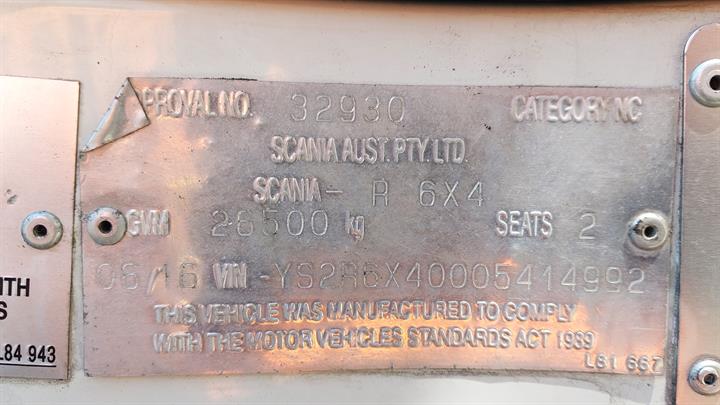 PROVAL NO. 32930 CATEGORY NC
SCANIA AUST. PTY. LTD.
SCANIA - R 6X4
GVM 26500 kg SEATS 2
06/16 VIN -YS2R6X40005414992
THIS VEHICLE WAS MANUFACTURED TO COMPLY
WITH THE MOTOR VEHICLES STANDARDS ACT 1989
L81 667
ITH
S
L84 943